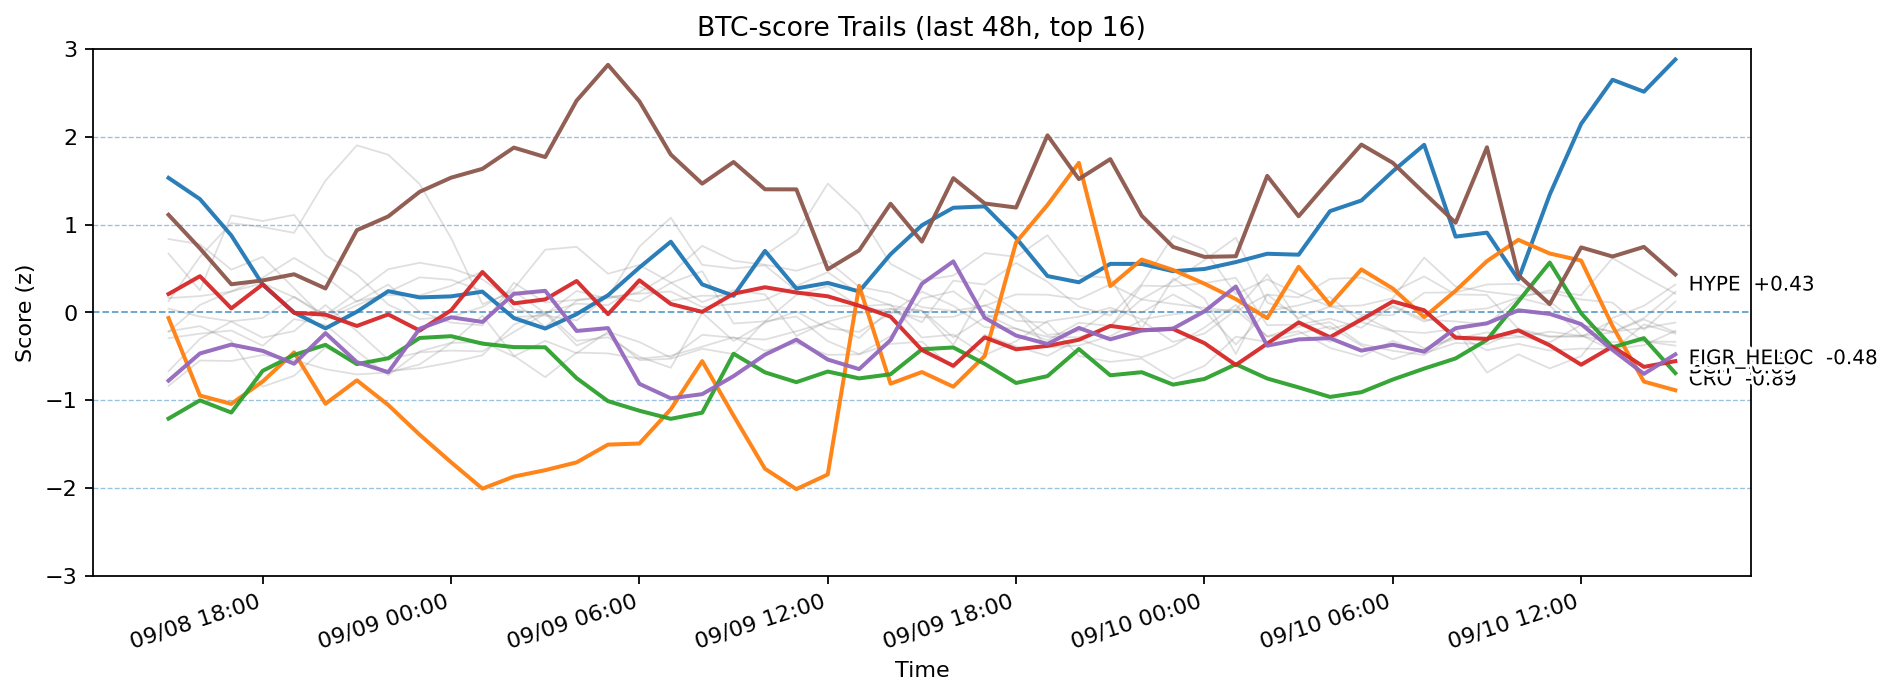 BTC-score Trails (last 48h, top 16)
Score (z)
3
2
1
0
−1
−2
−3
HYPE +0.43
FIGR_HELOC -0.48
CRO -0.89
09/08 18:00
09/09 00:00
09/09 06:00
09/09 12:00
09/09 18:00
09/10 00:00
09/10 06:00
09/10 12:00
Time